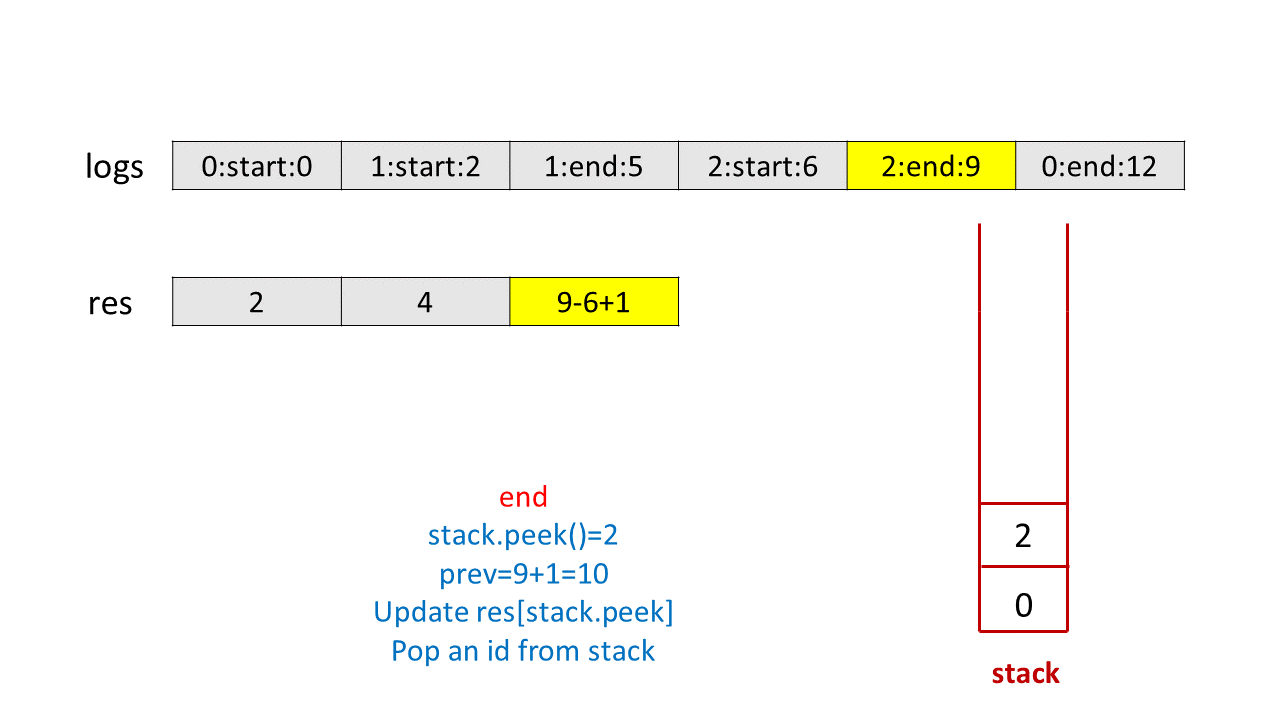 logs 0:start:0 1:start:2 1:end:5 2:start:6 2:end:9 0:end:12
res 2 4 9-6+1
end
stack.peek()=2
prev=9+1=10
Update res[stack.peek]
Pop an id from stack
2
0
stack